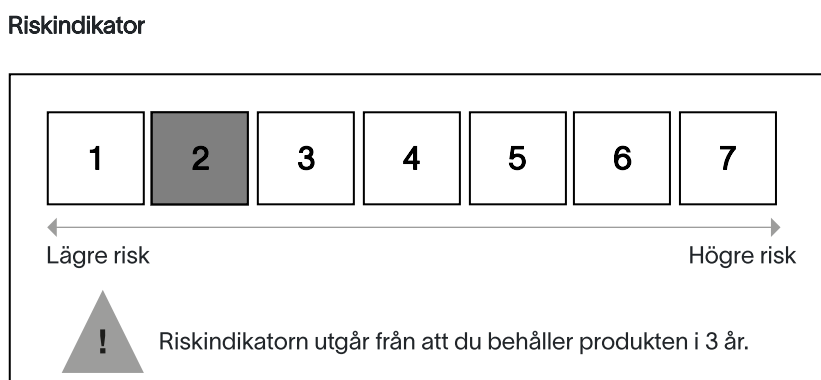 Riskindikator
1 2 3 4 5 6 7
Lägre risk Högre risk
! Riskindikatorn utgår från att du behåller produkten i 3 år.